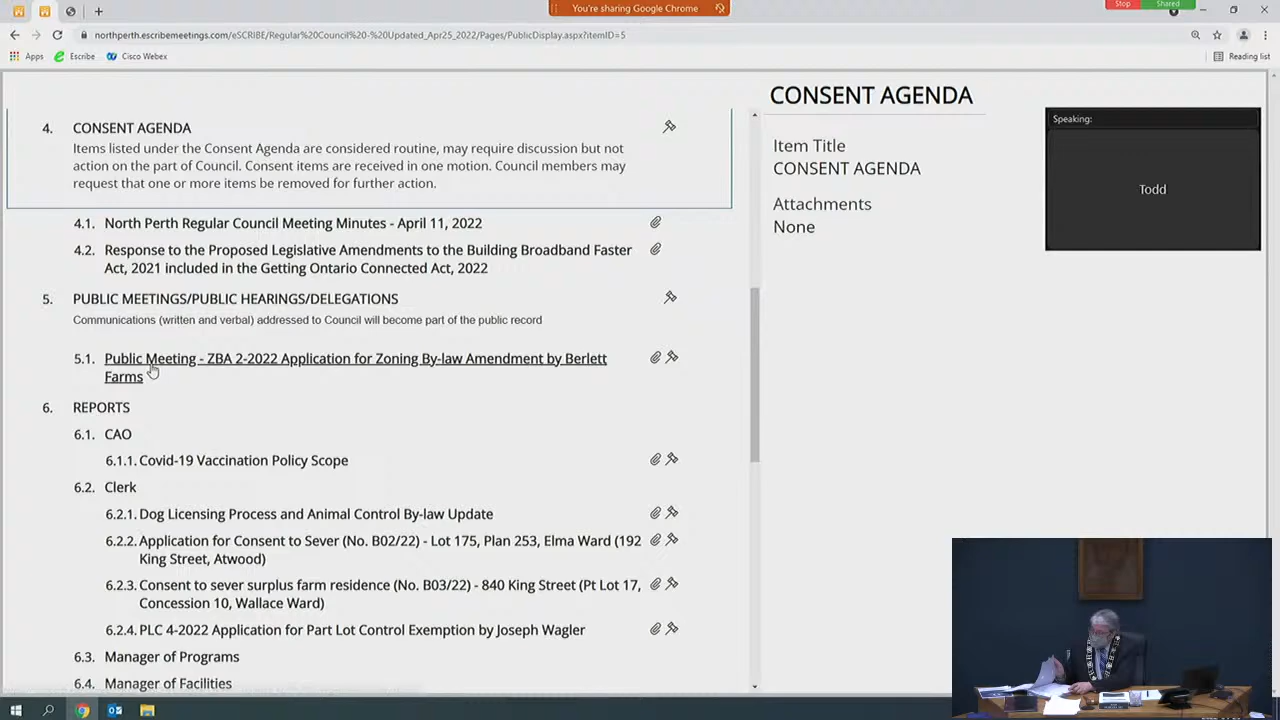 You're sharing Google Chrome
Stop
Shared
northperth.escribemeetings.com/eSCRIBE/Regular%20Council%20-%20Updated_Apr25_2022/Pages/PublicDisplay.aspx?itemID=5
Apps
Escribe
Cisco Webex
Reading list
4. CONSENT AGENDA
Items listed under the Consent Agenda are considered routine, may require discussion but not
action on the part of Council. Consent items are received in one motion. Council members may
request that one or more items be removed for further action.
4.1. North Perth Regular Council Meeting Minutes - April 11, 2022
4.2. Response to the Proposed Legislative Amendments to the Building Broadband Faster
Act, 2021 included in the Getting Ontario Connected Act, 2022
5. PUBLIC MEETINGS/PUBLIC HEARINGS/DELEGATIONS
Communications (written and verbal) addressed to Council will become part of the public record
5.1. Public Meeting - ZBA 2-2022 Application for Zoning By-law Amendment by Berlett
Farms
6. REPORTS
6.1. CAO
6.1.1. Covid-19 Vaccination Policy Scope
6.2. Clerk
6.2.1. Dog Licensing Process and Animal Control By-law Update
6.2.2. Application for Consent to Sever (No. B02/22) - Lot 175, Plan 253, Elma Ward (192
King Street, Atwood)
6.2.3. Consent to sever surplus farm residence (No. B03/22) - 840 King Street (Pt Lot 17,
Concession 10, Wallace Ward)
6.2.4. PLC 4-2022 Application for Part Lot Control Exemption by Joseph Wagler
6.3. Manager of Programs
6.4. Manager of Facilities
CONSENT AGENDA
Item Title
CONSENT AGENDA
Attachments
None
Speaking:
Todd